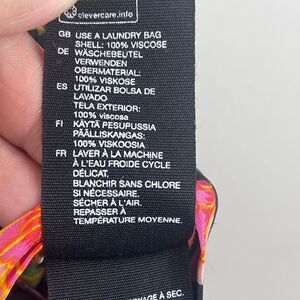 clevercare.info
GB USE A LAUNDRY BAG
SHELL: 100% VISCOSE
DE WÄSCHEBEUTEL
VERWENDEN
OBERMATERIAL:
100% VISKOSE
ES UTILIZAR BOLSA DE
LAVADO
TELA EXTERIOR:
100% viscosa
FI KÄYTÄ PESUPUSSIA
PÄÄLLISKANGAS:
100% VISKOOSIA
FR LAVER À LA MACHINE
À L'EAU FROIDE CYCLE
DÉLICAT.
BLANCHIR SANS CHLORE
SI NÉCESSAIRE.
SÉCHER À L'AIR.
REPASSER À
TEMPÉRATURE MOYENNE.
À SEC.